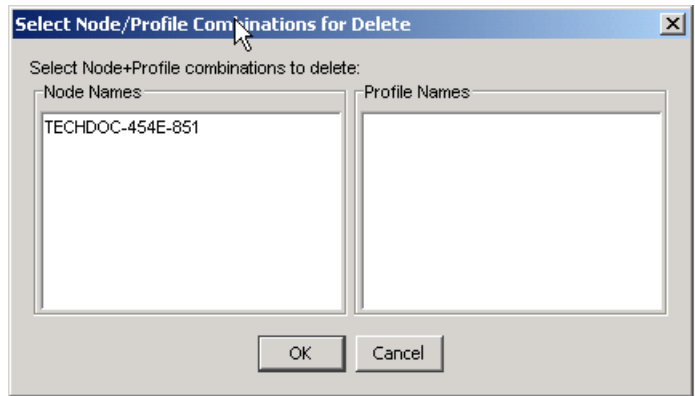 Select Node/Profile Combinations for Delete
Select Node+Profile combinations to delete:
Node Names
Profile Names
TECHDOC-454E-851
OK
Cancel